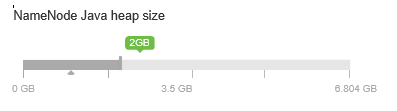 NameNode Java heap size
2GB
0 GB 3.5 GB 6.804 GB